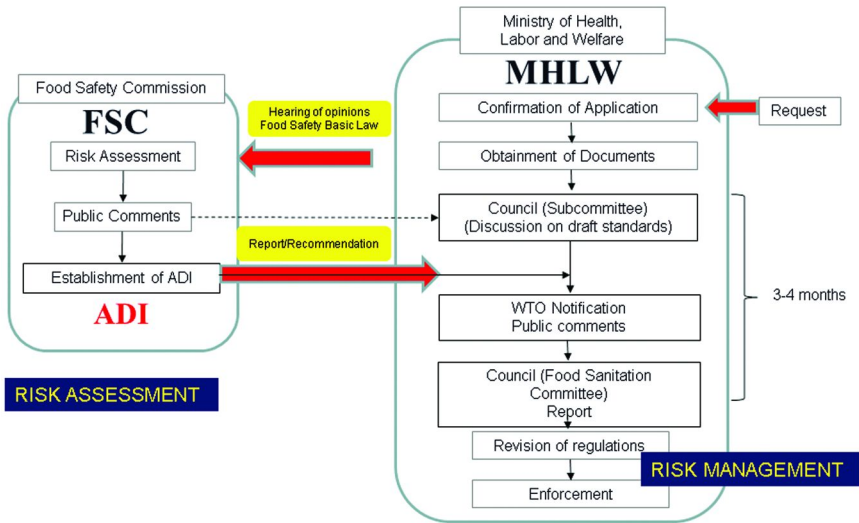 Ministry of Health,
Labor and Welfare
MHLW
Food Safety Commission
FSC
Hearing of opinions
Food Safety Basic Law
Confirmation of Application
Request
Risk Assessment
Obtainment of Documents
Public Comments
Council (Subcommittee)
(Discussion on draft standards)
Report/Recommendation
Establishment of ADI
ADI
WTO Notification
Public comments
3-4 months
Council (Food Sanitation
Committee)
Report
RISK ASSESSMENT
Revision of regulations
RISK MANAGEMENT
Enforcement